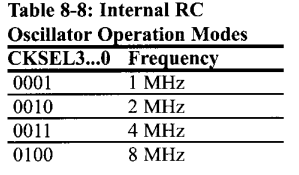 Table 8-8: Internal RC
Oscillator Operation Modes
CKSEL3...0 Frequency
0001 1 MHz
0010 2 MHz
0011 4 MHz
0100 8 MHz